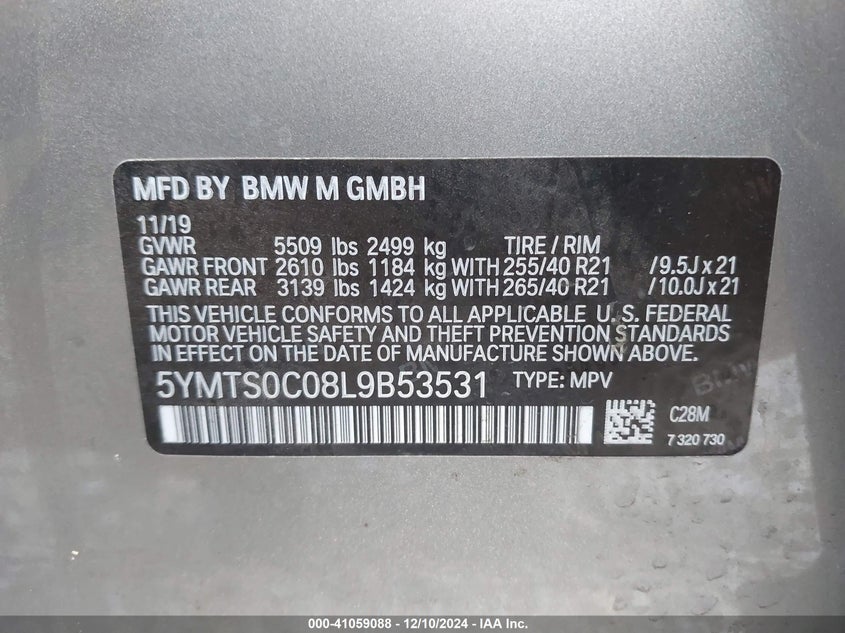 MFD BY BMW M GMBH
11/19
GVWR 5509 lbs 2499 kg TIRE / RIM
GAWR FRONT 2610 lbs 1184 kg WITH 255/40 R21 /9.5J x 21
GAWR REAR 3139 lbs 1424 kg WITH 265/40 R21 /10.0J x 21
THIS VEHICLE CONFORMS TO ALL APPLICABLE U. S. FEDERAL
MOTOR VEHICLE SAFETY AND THEFT PREVENTION STANDARDS
IN EFFECT ON THE DATE OF MANUFACTURE SHOWN ABOVE.
5YMTS0C08L9B53531 TYPE: MPV
C28M
7 320 730
000-41059088 - 12/10/2024 - IAA Inc.